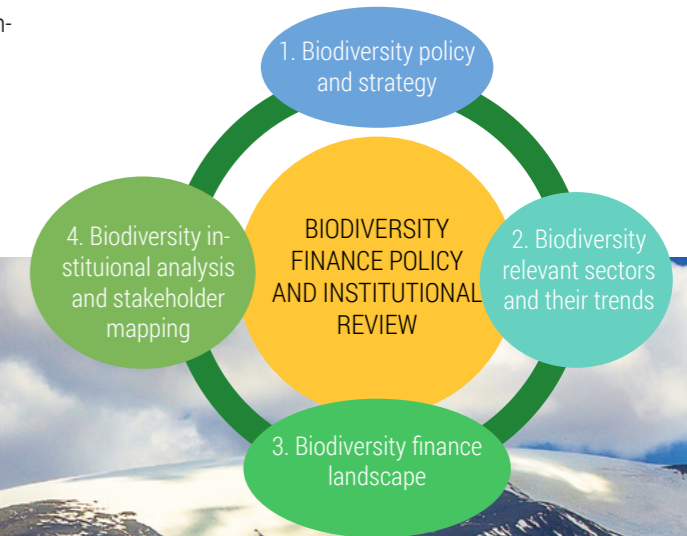 n-
1. Biodiversity policy
and strategy
BIODIVERSITY
FINANCE POLICY
AND INSTITUTIONAL
REVIEW
2. Biodiversity
relevant sectors
and their trends
3. Biodiversity finance
landscape
4. Biodiversity in-
stituional analysis
and stakeholder
mapping